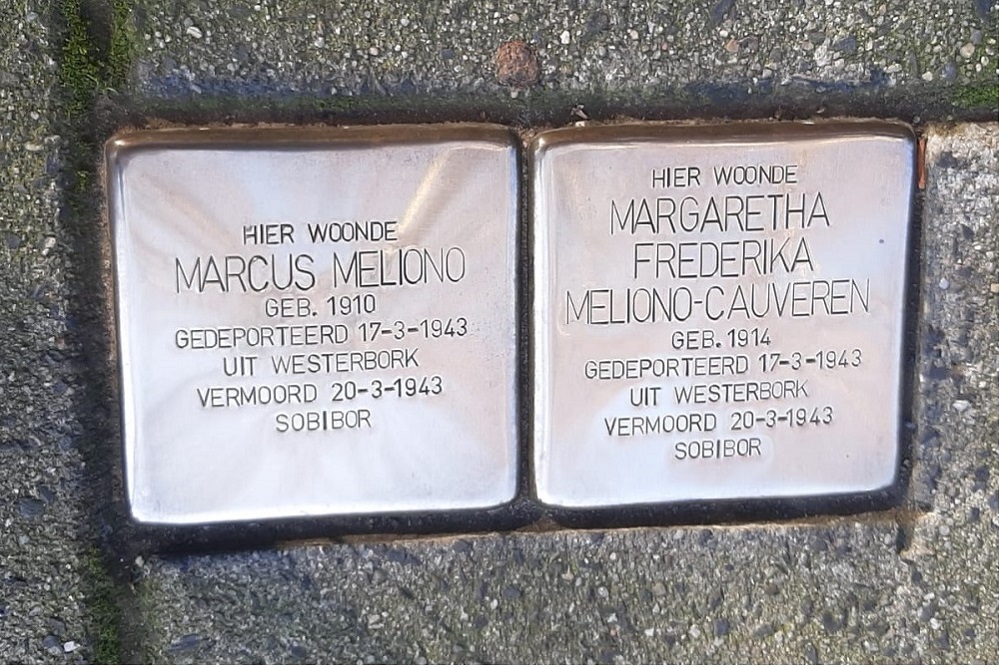 HIER WOONDE
MARCUS MELIONO
GEB. 1910
GEDEPORTEERD 17-3-1943
UIT WESTERBORK
VERMOORD 20-3-1943
SOBIBOR
HIER WOONDE
MARGARETHA
FREDERIKA
MELIONO-CAUVEREN
GEB. 1914
GEDEPORTEERD 17-3-1943
UIT WESTERBORK
VERMOORD 20-3-1943
SOBIBOR